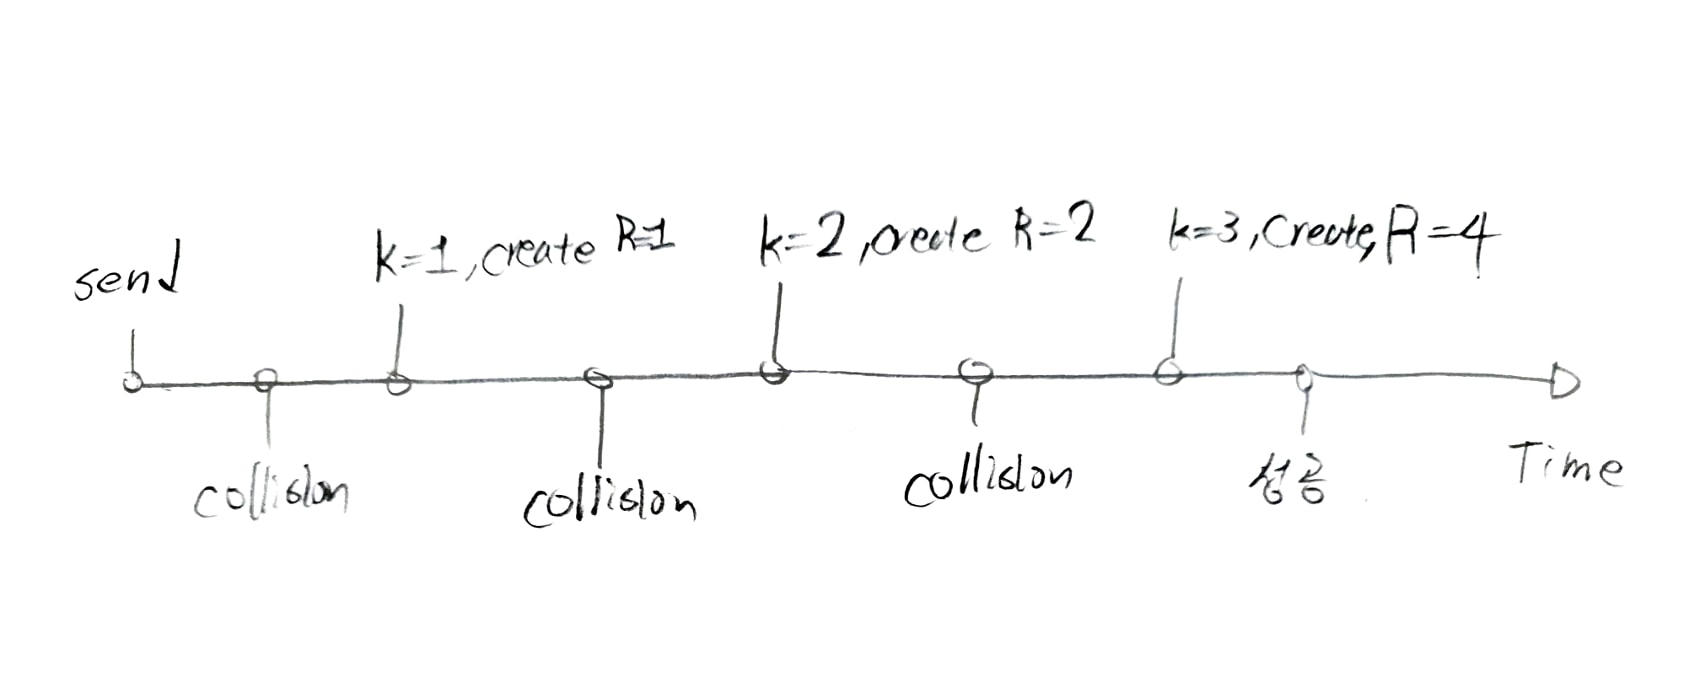 send
k=1, create R=1
k=2, create R=2
k=3, create, R=4
collision
collision
collision
성공
Time